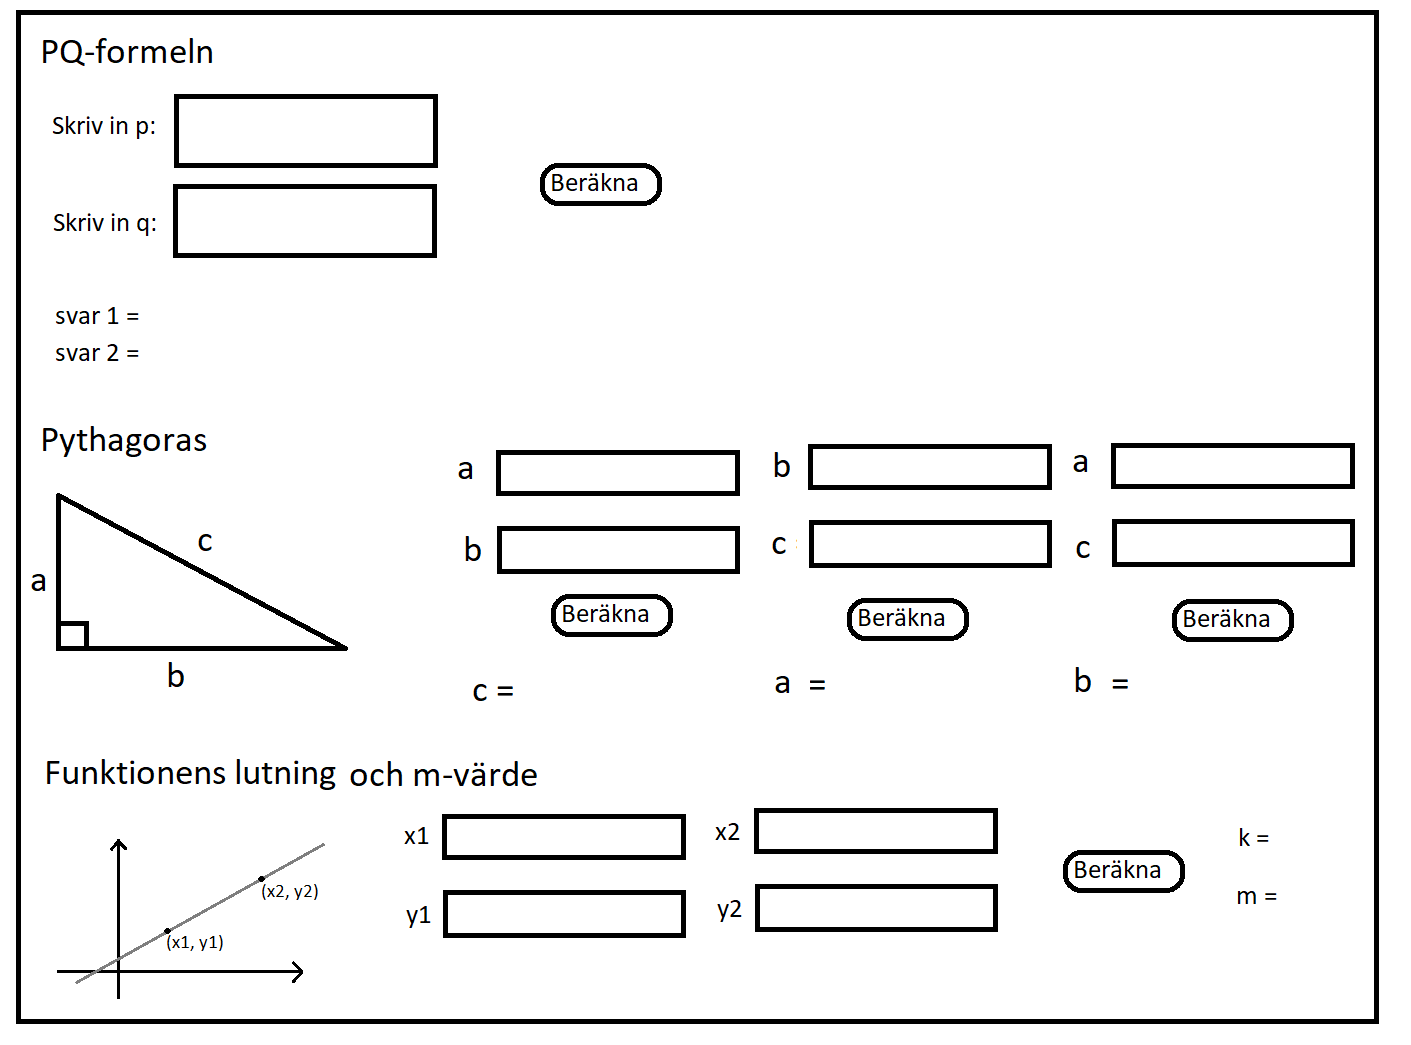 PQ-formeln
Skriv in p:
Beräkna
Skriv in q:
svar 1 =
svar 2 =
Pythagoras
a
b
a
b
c
c
Beräkna
Beräkna
Beräkna
c
a
b
c =
a =
b =
Funktionens lutning och m-värde
x1
x2
y1
y2
Beräkna
k =
m =
(x2, y2)
(x1, y1)